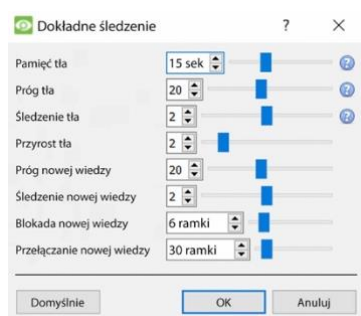 Dokładne śledzenie ? ×
Pamięć tła 15 sek ?
Próg tła 20 ?
Śledzenie tła 2 ?
Przyrost tła 2
Próg nowej wiedzy 20
Śledzenie nowej wiedzy 2
Blokada nowej wiedzy 6 ramki
Przełączanie nowej wiedzy 30 ramki
Domyślnie OK Anuluj